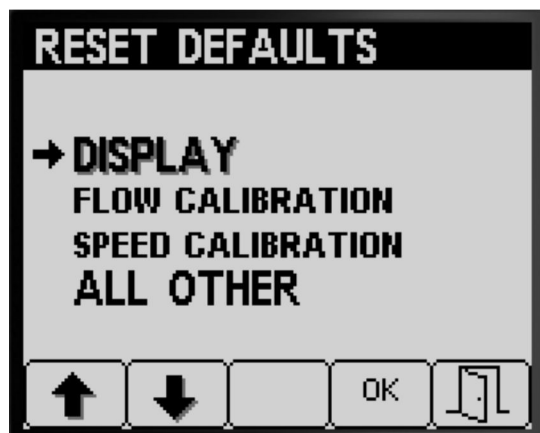 RESET DEFAULTS
DISPLAY
FLOW CALIBRATION
SPEED CALIBRATION
ALL OTHER
OK